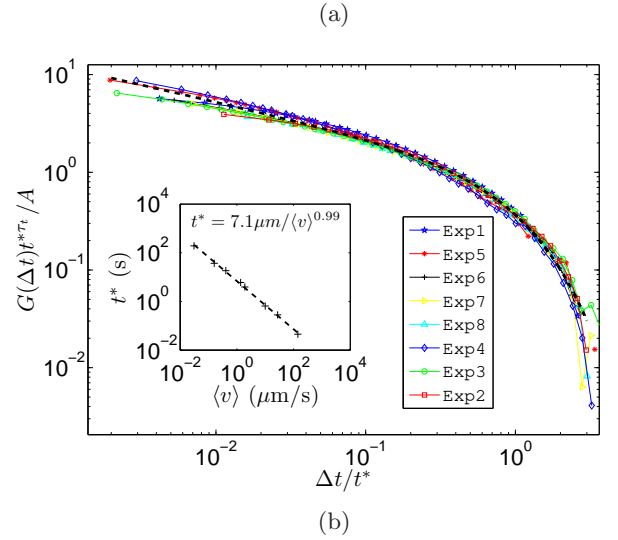 (a)
10^1
10^0
10^{-1}
10^{-2}
G(Δt)t*^{τ_t}/A
10^{-2}
10^{-1}
10^0
Δt/t*
t* = 7.1μm/⟨v⟩^{0.99}
10^4
10^2
10^0
10^{-2}
t* (s)
10^{-2}
10^0
10^2
10^4
⟨v⟩ (μm/s)
Exp1
Exp5
Exp6
Exp7
Exp8
Exp4
Exp3
Exp2
(b)